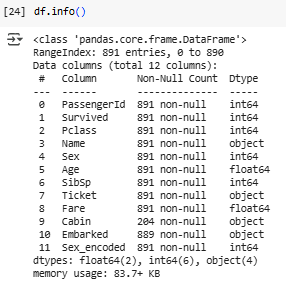 [24] df.info()
<class 'pandas.core.frame.DataFrame'>
RangeIndex: 891 entries, 0 to 890
Data columns (total 12 columns):
 #   Column       Non-Null Count  Dtype
---  ------       --------------  -----
 0   PassengerId  891 non-null    int64
 1   Survived     891 non-null    int64
 2   Pclass       891 non-null    int64
 3   Name         891 non-null    object
 4   Sex          891 non-null    int64
 5   Age          891 non-null    float64
 6   SibSp        891 non-null    int64
 7   Ticket       891 non-null    object
 8   Fare         891 non-null    float64
 9   Cabin        204 non-null    object
 10  Embarked     889 non-null    object
 11  Sex_encoded  891 non-null    int64
dtypes: float64(2), int64(6), object(4)
memory usage: 83.7+ KB